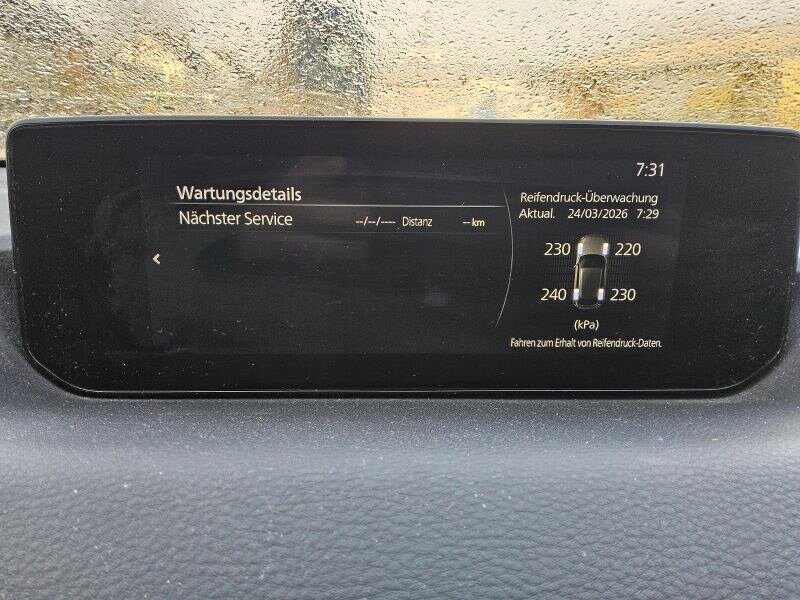 7:31
Wartungsdetails
Nächster Service --/--/---- Distanz -- km
Reifendruck-Überwachung
Aktual. 24/03/2026 7:29
230 220
240 230
(kPa)
Fahren zum Erhalt von Reifendruck-Daten.